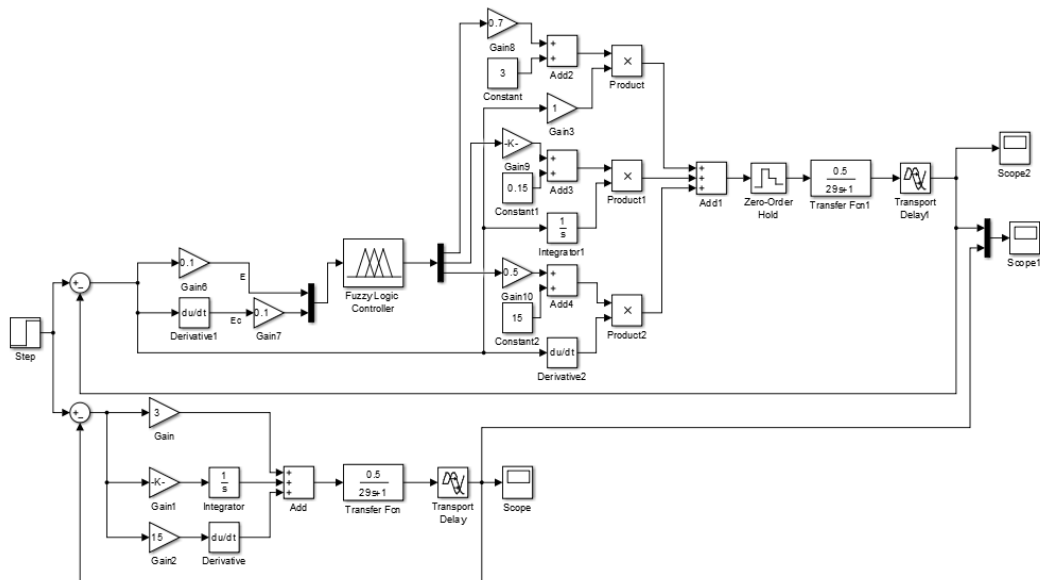 0.7
Gain8
+
+
Add2
3
Constant
×
Product
1
Gain3
-K-
Gain9
+
+
Add3
0.15
Constant1
×
Product1
1
s
Integrator1
0.5
Gain10
+
+
Add4
15
Constant2
×
Product2
du/dt
Derivative2
+
+
+
Add1
Zero-Order
Hold
0.5
29s+1
Transfer Fcn1
Transport
Delay1
Scope2
Scope1
Step
+
−
0.1
Gain6
E
du/dt
Derivative1
Ec
0.1
Gain7
Fuzzy Logic
Controller
+
−
3
Gain
-K-
Gain1
1
s
Integrator
15
Gain2
du/dt
Derivative
+
+
+
Add
0.5
29s+1
Transfer Fcn
Transport
Delay
Scope